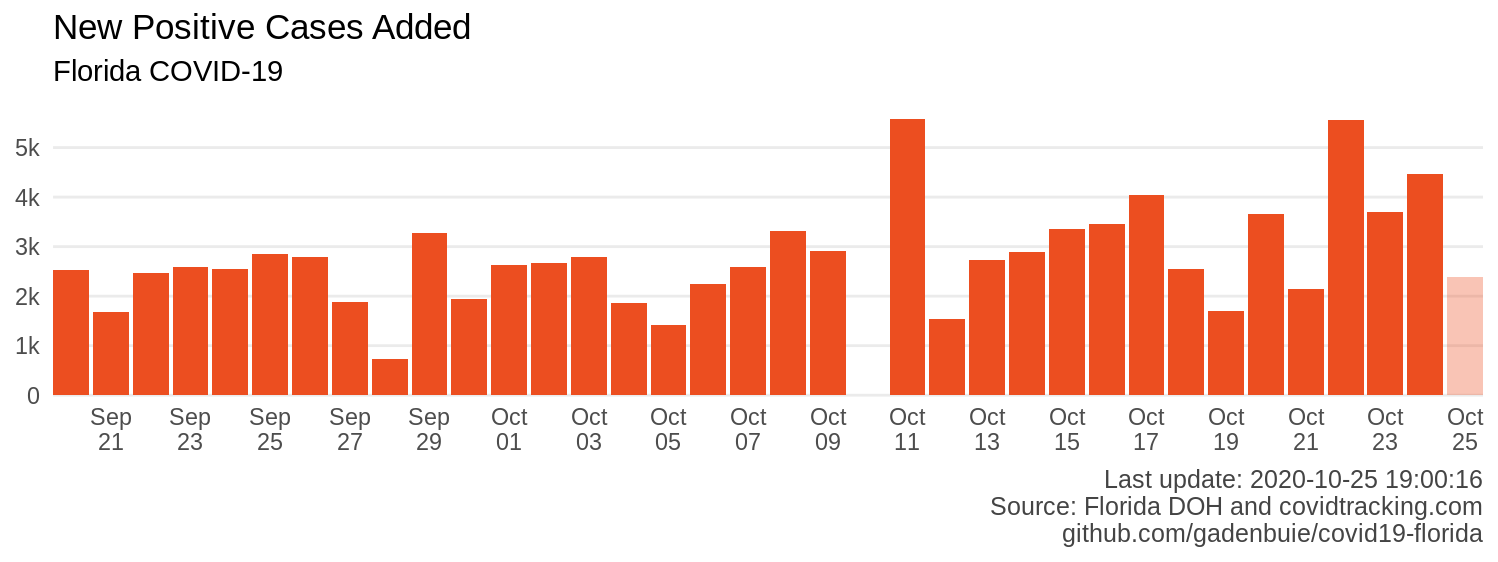 New Positive Cases Added
Florida COVID-19
5k
4k
3k
2k
1k
0
Sep Sep Sep Sep Sep Oct Oct Oct Oct Oct Oct Oct Oct Oct Oct Oct Oct Oct
21 23 25 27 29 01 03 05 07 09 11 13 15 17 19 21 23 25
Last update: 2020-10-25 19:00:16
Source: Florida DOH and covidtracking.com
github.com/gadenbuie/covid19-florida